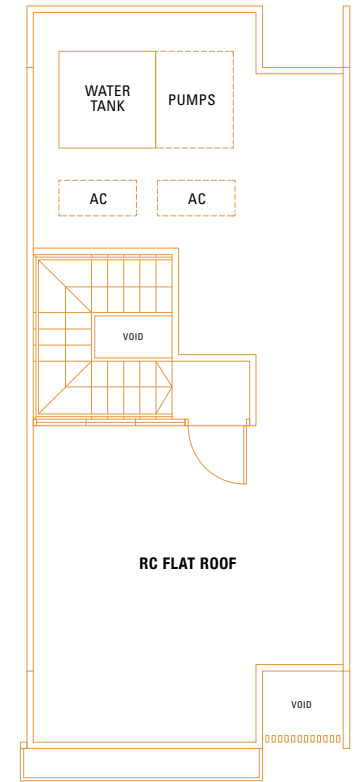 WATER
TANK
PUMPS
AC
AC
VOID
RC FLAT ROOF
VOID